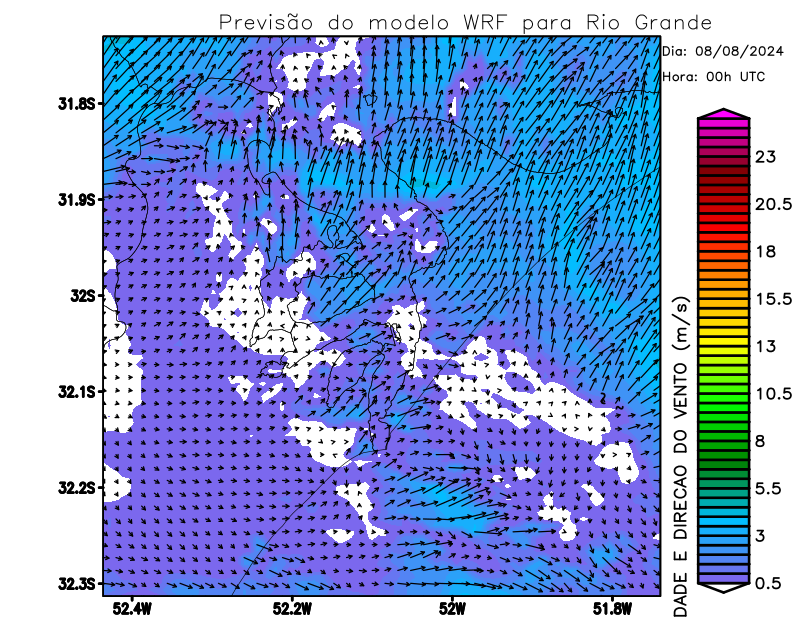 Previsão do modelo WRF para Rio Grande
Dia: 08/08/2024
Hora: 00h UTC
31.8S
31.9S
32S
32.1S
32.2S
32.3S
52.4W
52.2W
52W
51.8W
23
20.5
18
15.5
13
10.5
8
5.5
3
0.5
DADE E DIRECAO DO VENTO (m/s)